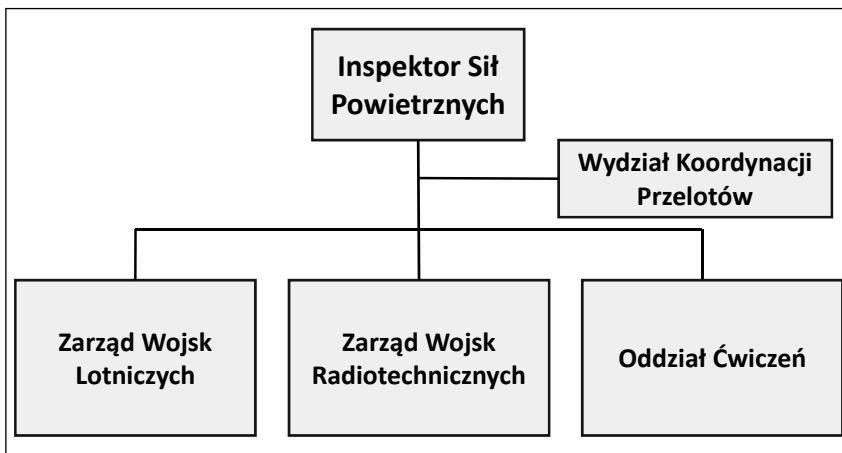 Inspektor Sił
Powietrznych
Wydział Koordynacji
Przelotów
Zarząd Wojsk
Lotniczych
Zarząd Wojsk
Radiotechnicznych
Oddział Ćwiczeń